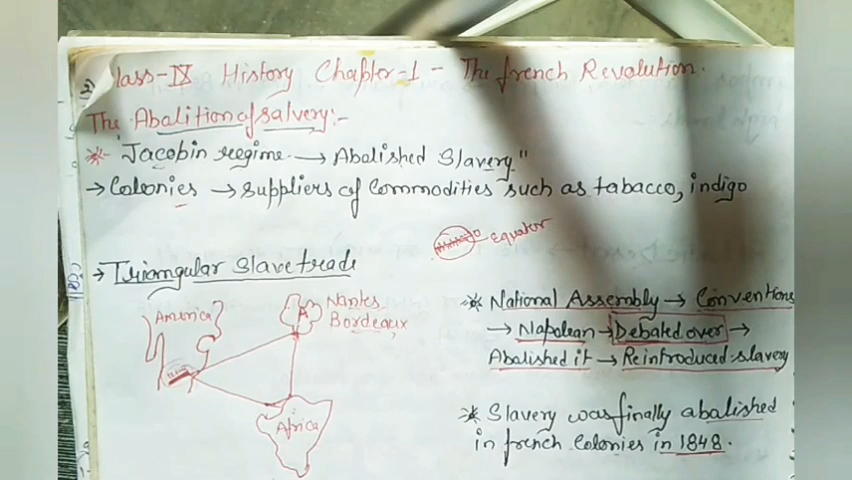 lass-IX History Chapter-1 - The french Revolution.
The Abalition of salvery:-
"Jacobin regime → Abalished Slavery"
→ Colonies → suppliers of Commodities such as tabacco, indigo
Equator
→ Triangular Slave trade
America
Nantes
Bordeaux
Africa
* National Assembly → Conventions
→ Napolean → Debated over →
Abalished it → Reintroduced slavery
* Slavery was finally abalished
in french Colonies in 1848.